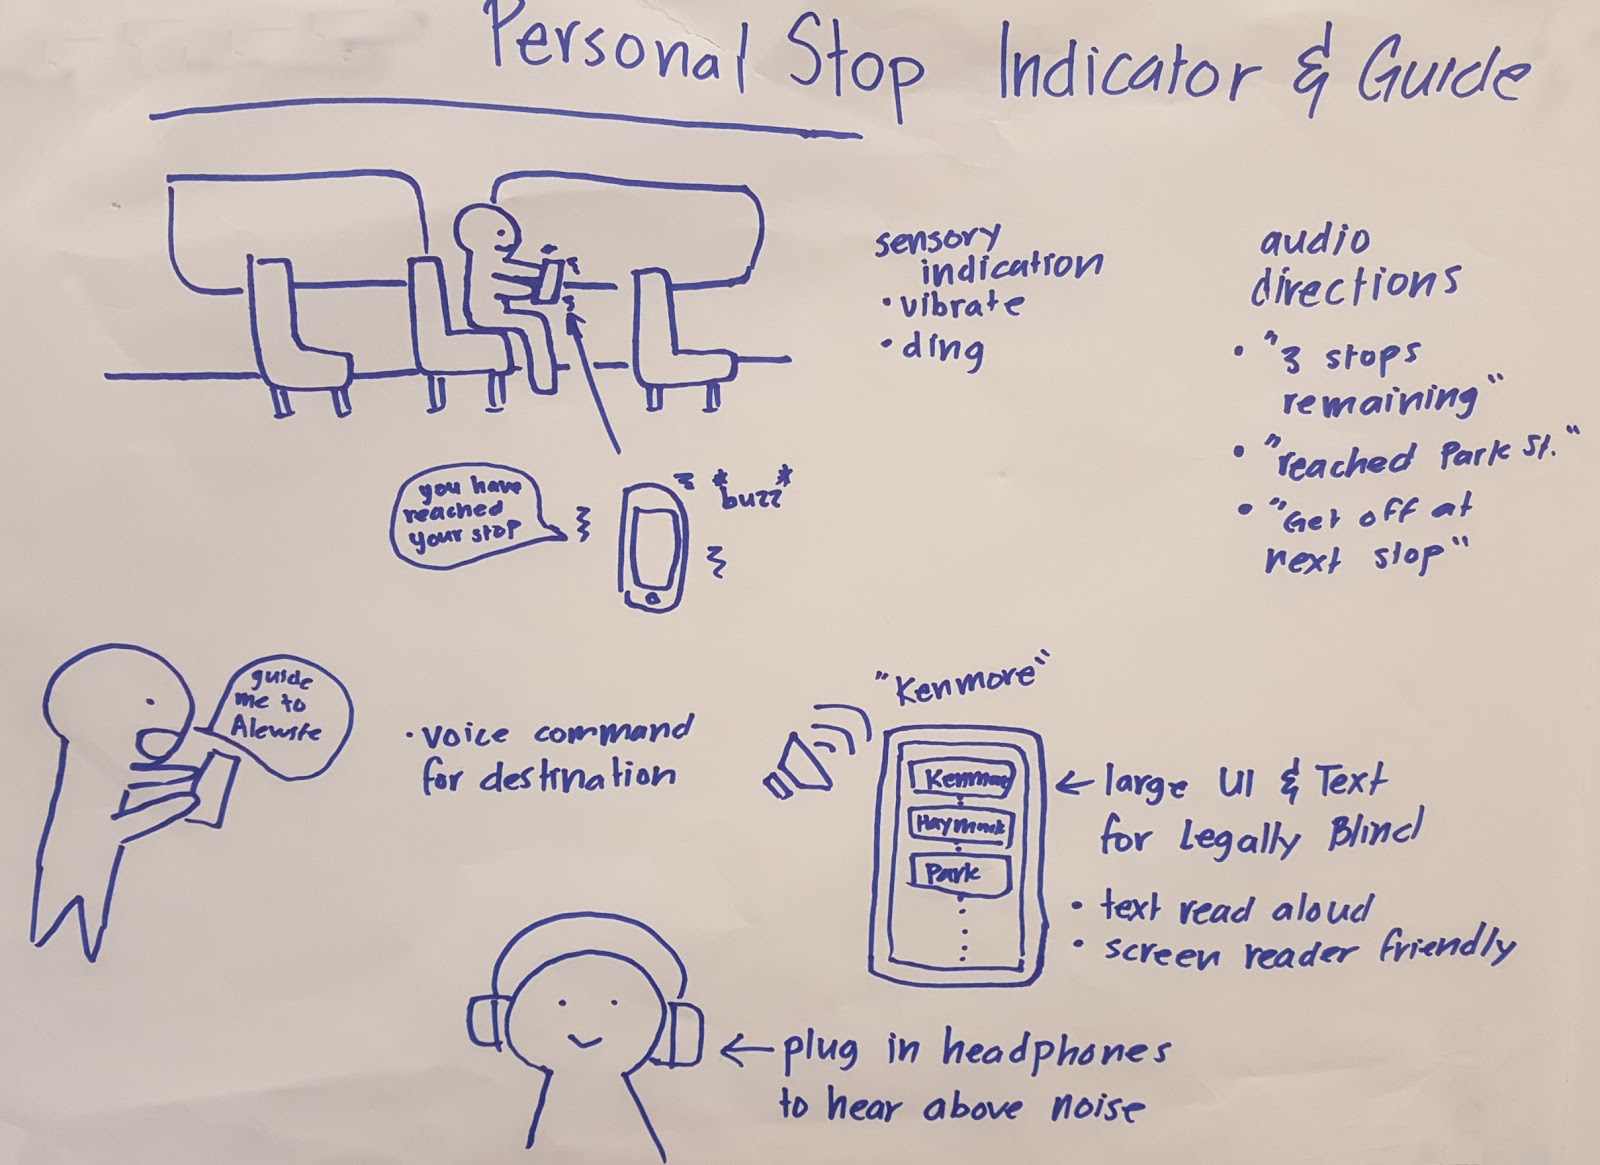 Personal Stop Indicator & Guide
sensory
indication
• vibrate
• ding
audio
directions
• "3 stops
remaining"
• "reached Park St."
• "Get off at
next stop"
you have
reached
your stop
*buzz*
guide
me to
Alewife
• voice command
for destination
"Kenmore"
Kenmore
Haymark
Park
← large UI & Text
for Legally Blind
• text read aloud
• screen reader friendly
← plug in headphones
to hear above noise